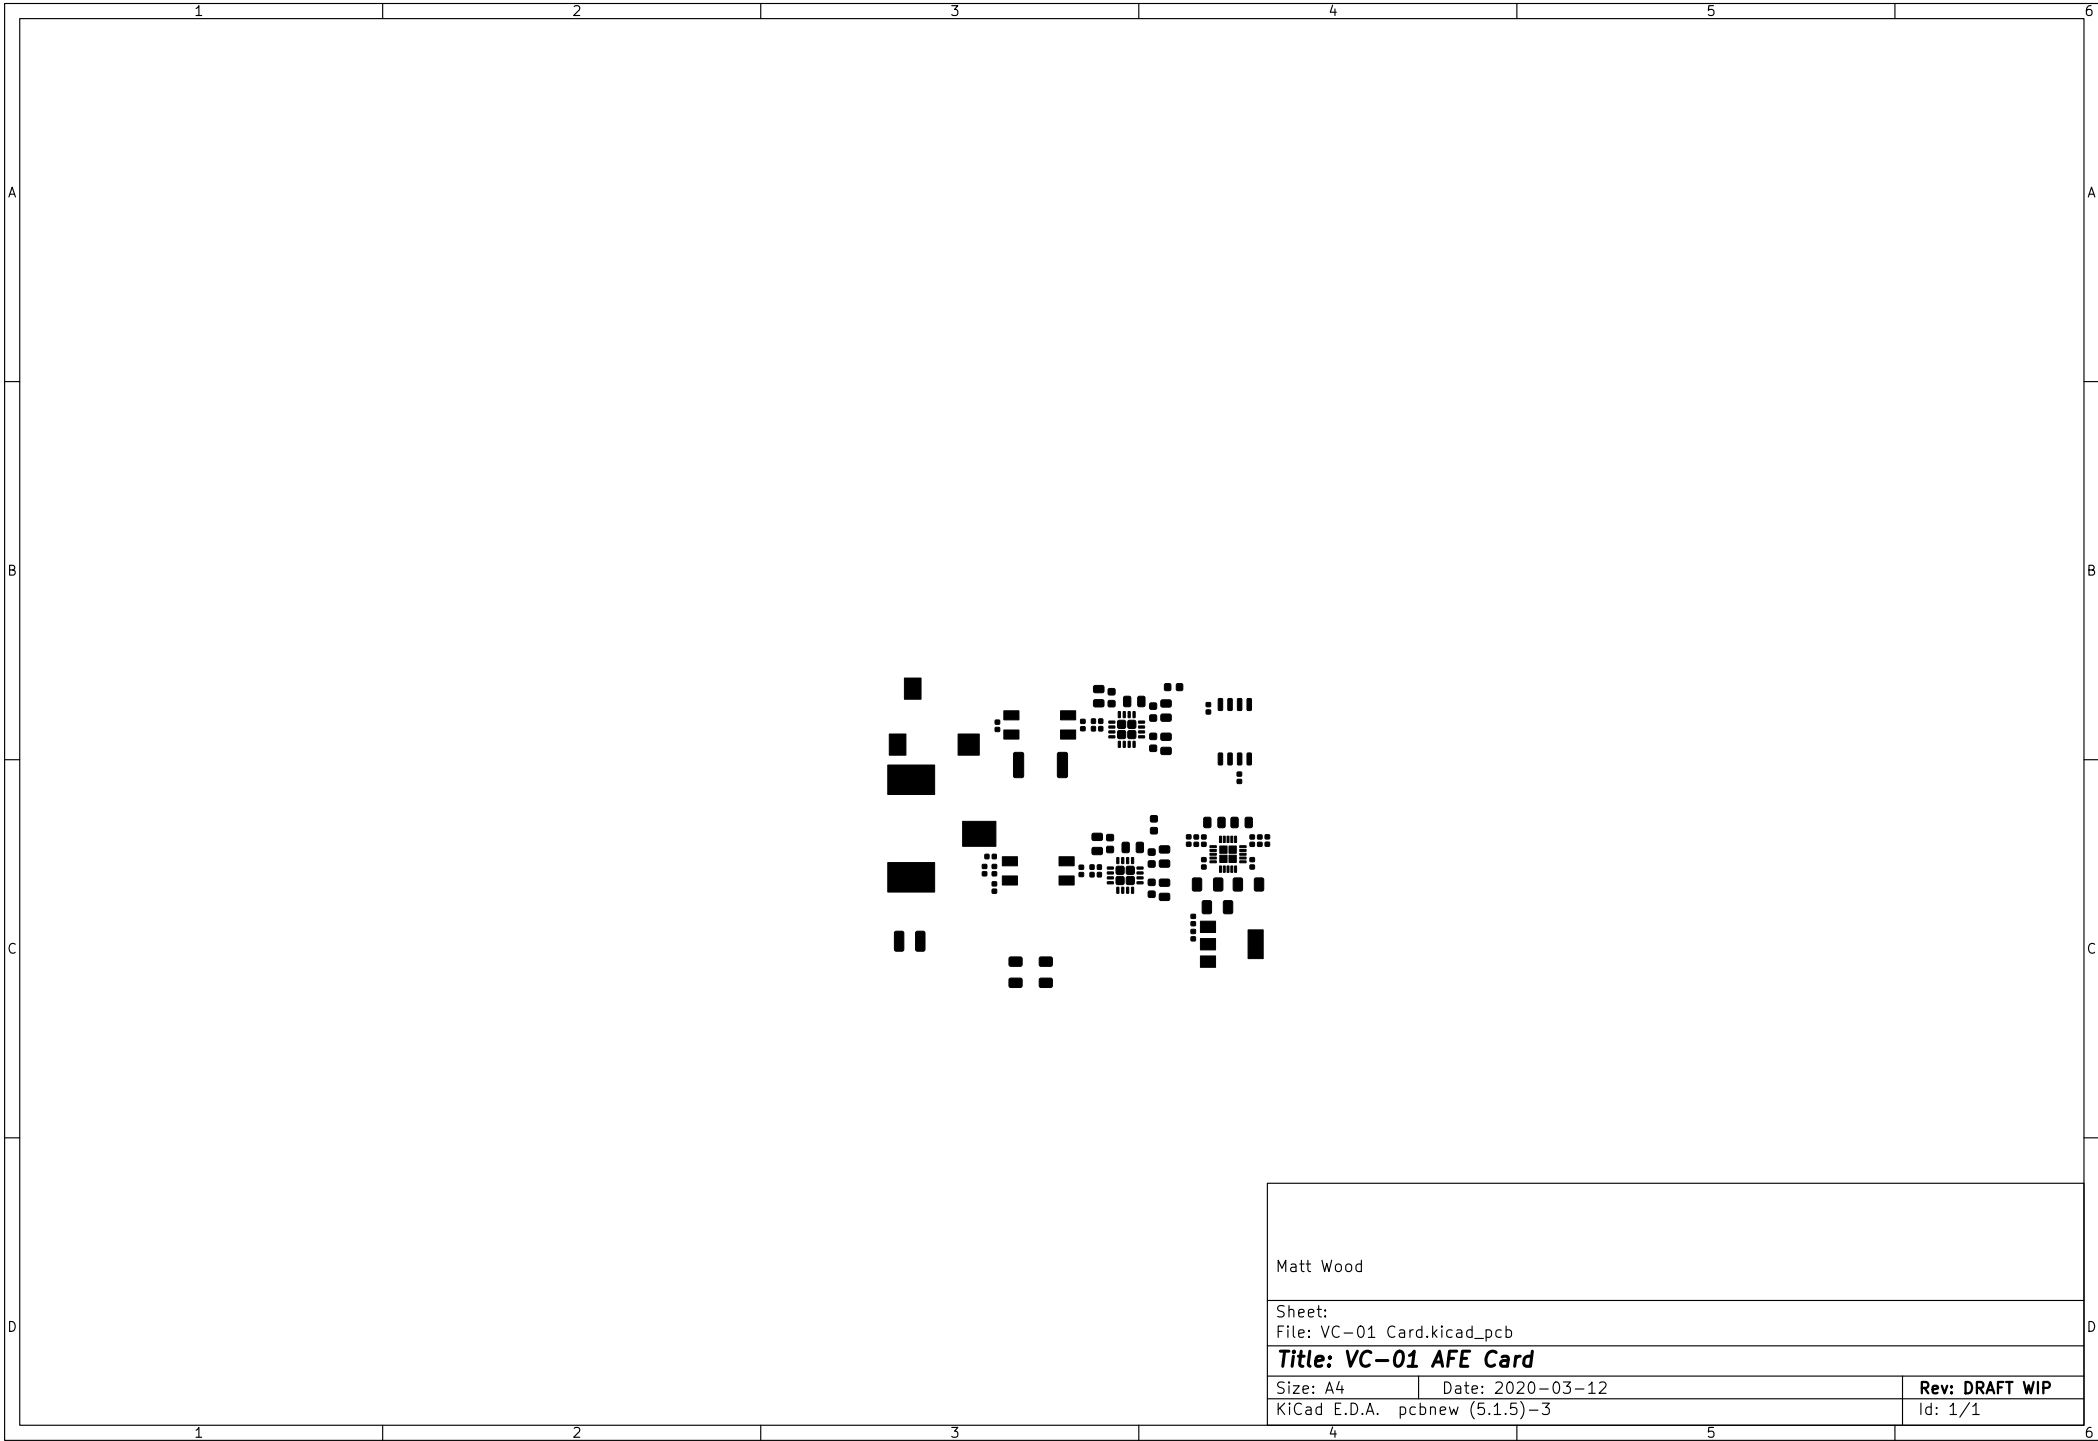 1 2 3 4 5 6
A A
B B
C C
Matt Wood
Sheet:
D D
File: VC-01 Card.kicad_pcb
Title: VC-01 AFE Card
Size: A4 Date: 2020-03-12 Rev: DRAFT WIP
KiCad E.D.A. pcbnew (5.1.5)-3 Id: 1/1
1 2 3 4 5 6